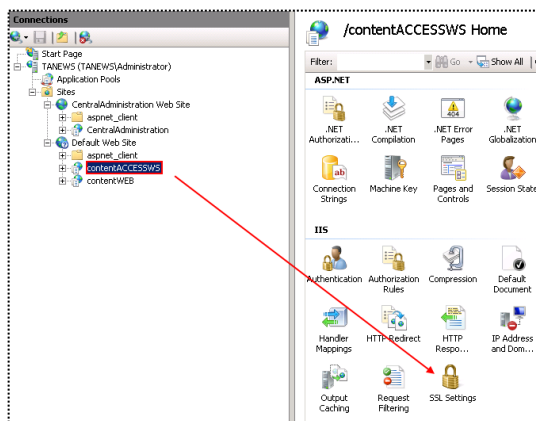 Connections
Start Page
TANEWS (TANEWS\Administrator)
Application Pools
Sites
CentralAdministration Web Site
aspnet_client
CentralAdministration
Default Web Site
aspnet_client
contentACCESSWS
contentWEB
/contentACCESSWS Home
Filter: Go Show All
ASP.NET
.NET Authorizati...
.NET Compilation
.NET Error Pages
.NET Globalization
Connection Strings
Machine Key
Pages and Controls
Session State
IIS
Authentication
Authorization Rules
Compression
Default Document
Handler Mappings
HTTP Redirect
HTTP Respo...
IP Address and Dom...
Output Caching
Request Filtering
SSL Settings